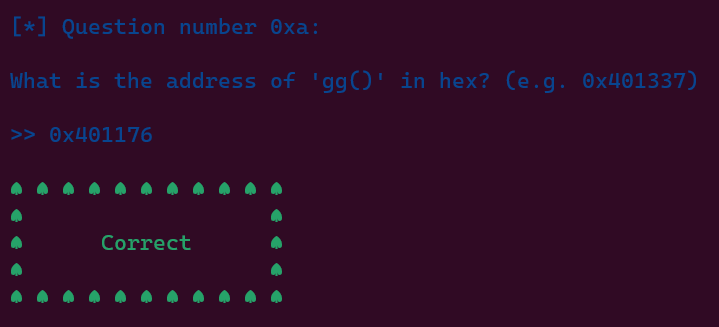 [*] Question number 0xa:
What is the address of 'gg()' in hex? (e.g. 0x401337)
>> 0x401176
♠ ♠ ♠ ♠ ♠ ♠ ♠ ♠ ♠ ♠ ♠
♠ ♠
♠ Correct ♠
♠ ♠
♠ ♠ ♠ ♠ ♠ ♠ ♠ ♠ ♠ ♠ ♠